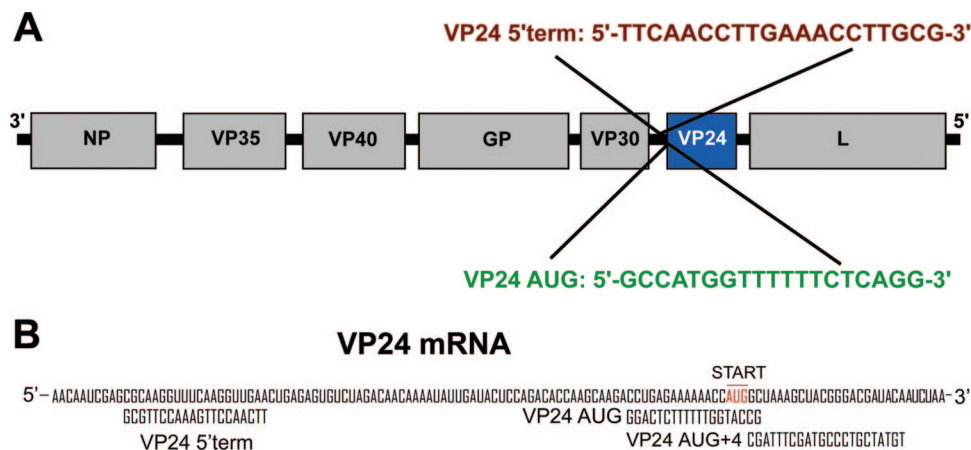 A
VP24 5'term: 5'-TTCAACCTTGAAACCTTGCG-3'
3'
5'
NP
VP35
VP40
GP
VP30
VP24
L
VP24 AUG: 5'-GCCATGGTTTTTTCTCAGG-3'
B
VP24 mRNA
START
5'– AACAAUCGAGCGCAAGGUUUCAAGGUUGAACUGAGAGUGUCUAGACAACAAAAUAUUGAUACUCCAGACACCAAGCAAGACCUGAGAAAAAACCAUGGCUAAAGCUACGGGACGAUACAAUCUAA-3'
GCGTTCCAAAGTTCCAACTT
VP24 AUG GGACTCTTTTTTGGTACCG
VP24 5'term
VP24 AUG+4 CGATTTCGATGCCCTGCTATGT